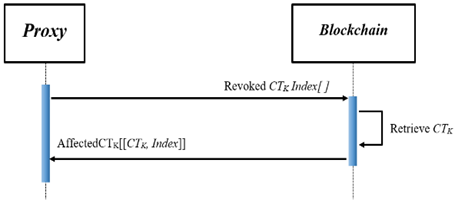 Proxy
Blockchain
Revoked CTK Index[ ]
Retrieve CTK
AffectedCTK[[CTK, Index]]